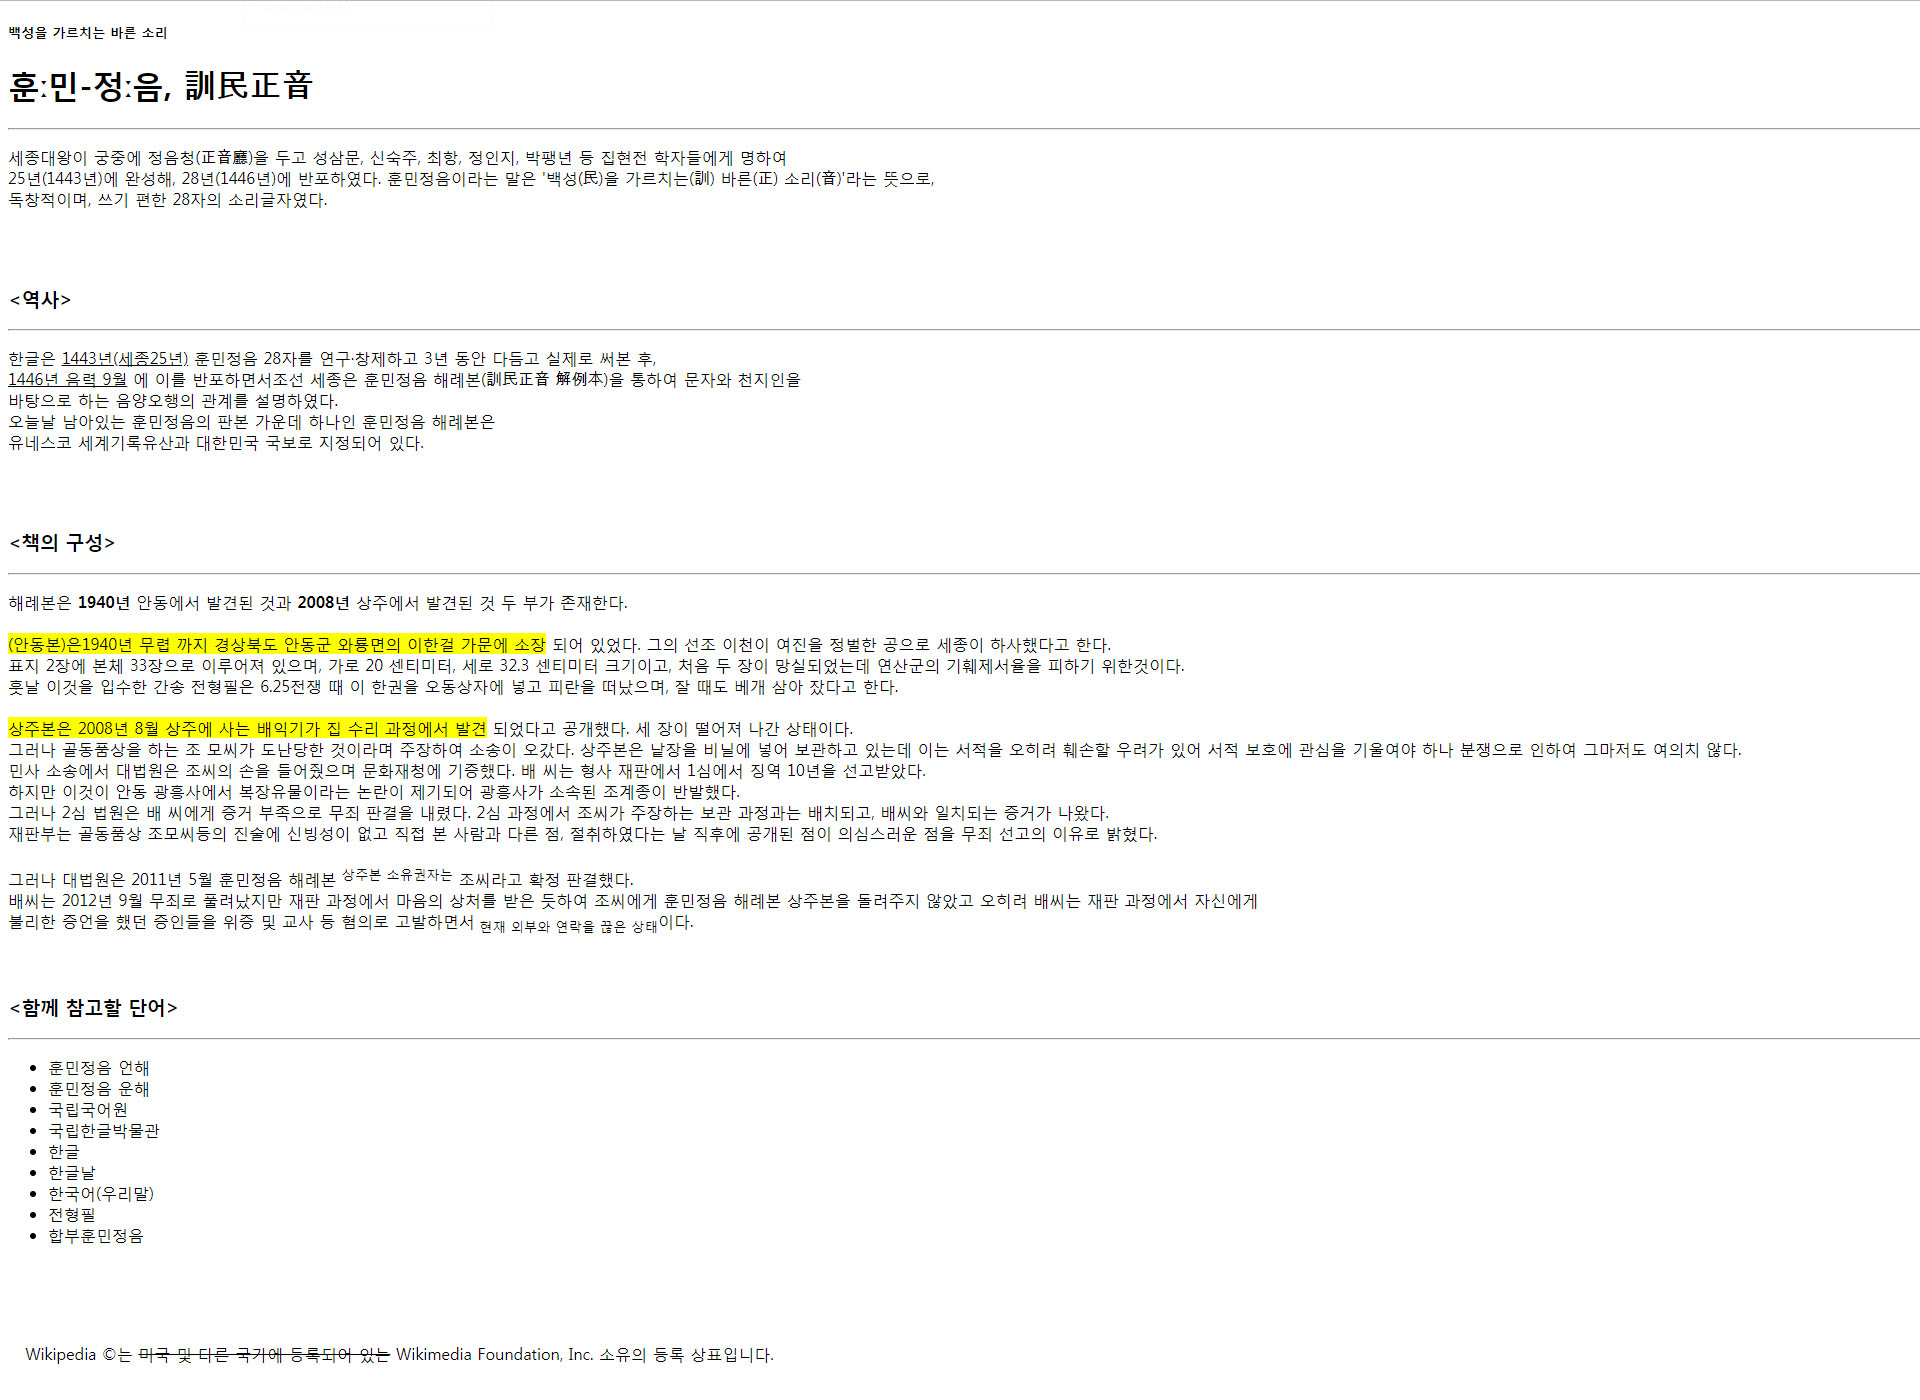 백성을 가르치는 바른 소리
훈ː민-정ː음, 訓民正音
세종대왕이 궁중에 정음청(正音廳)을 두고 성삼문, 신숙주, 최항, 정인지, 박팽년 등 집현전 학자들에게 명하여
25년(1443년)에 완성해, 28년(1446년)에 반포하였다. 훈민정음이라는 말은 '백성(民)을 가르치는(訓) 바른(正) 소리(音)'라는 뜻으로,
독창적이며, 쓰기 편한 28자의 소리글자였다.
<역사>
한글은 1443년(세종25년) 훈민정음 28자를 연구·창제하고 3년 동안 다듬고 실제로 써본 후,
1446년 음력 9월 에 이를 반포하면서조선 세종은 훈민정음 해례본(訓民正音 解例本)을 통하여 문자와 천지인을
바탕으로 하는 음양오행의 관계를 설명하였다.
오늘날 남아있는 훈민정음의 판본 가운데 하나인 훈민정음 해례본은
유네스코 세계기록유산과 대한민국 국보로 지정되어 있다.
<책의 구성>
해례본은 1940년 안동에서 발견된 것과 2008년 상주에서 발견된 것 두 부가 존재한다.
(안동본)은1940년 무렵 까지 경상북도 안동군 와룡면의 이한걸 가문에 소장 되어 있었다. 그의 선조 이천이 여진을 정벌한 공으로 세종이 하사했다고 한다.
표지 2장에 본체 33장으로 이루어져 있으며, 가로 20 센티미터, 세로 32.3 센티미터 크기이고, 처음 두 장이 망실되었는데 연산군의 기훼제서율을 피하기 위한것이다.
훗날 이것을 입수한 간송 전형필은 6.25전쟁 때 이 한권을 오동상자에 넣고 피란을 떠났으며, 잘 때도 베개 삼아 잤다고 한다.
상주본은 2008년 8월 상주에 사는 배익기가 집 수리 과정에서 발견 되었다고 공개했다. 세 장이 떨어져 나간 상태이다.
그러나 골동품상을 하는 조 모씨가 도난당한 것이라며 주장하여 소송이 오갔다. 상주본은 낱장을 비닐에 넣어 보관하고 있는데 이는 서적을 오히려 훼손할 우려가 있어 서적 보호에 관심을 기울여야 하나 분쟁으로 인하여 그마저도 여의치 않다.
민사 소송에서 대법원은 조씨의 손을 들어줬으며 문화재청에 기증했다. 배 씨는 형사 재판에서 1심에서 징역 10년을 선고받았다.
하지만 이것이 안동 광흥사에서 복장유물이라는 논란이 제기되어 광흥사가 소속된 조계종이 반발했다.
그러나 2심 법원은 배 씨에게 증거 부족으로 무죄 판결을 내렸다. 2심 과정에서 조씨가 주장하는 보관 과정과는 배치되고, 배씨와 일치되는 증거가 나왔다.
재판부는 골동품상 조모씨등의 진술에 신빙성이 없고 직접 본 사람과 다른 점, 절취하였다는 날 직후에 공개된 점이 의심스러운 점을 무죄 선고의 이유로 밝혔다.
그러나 대법원은 2011년 5월 훈민정음 해례본 상주본 소유권자는 조씨라고 확정 판결했다.
배씨는 2012년 9월 무죄로 풀려났지만 재판 과정에서 마음의 상처를 받은 듯하여 조씨에게 훈민정음 해례본 상주본을 돌려주지 않았고 오히려 배씨는 재판 과정에서 자신에게
불리한 증언을 했던 증인들을 위증 및 교사 등 혐의로 고발하면서 현재 외부와 연락을 끊은 상태이다.
<함께 참고할 단어>
훈민정음 언해
훈민정음 운해
국립국어원
국립한글박물관
한글
한글날
한국어(우리말)
전형필
합부훈민정음
Wikipedia ©는 미국 및 다른 국가에 등록되어 있는 Wikimedia Foundation, Inc. 소유의 등록 상표입니다.